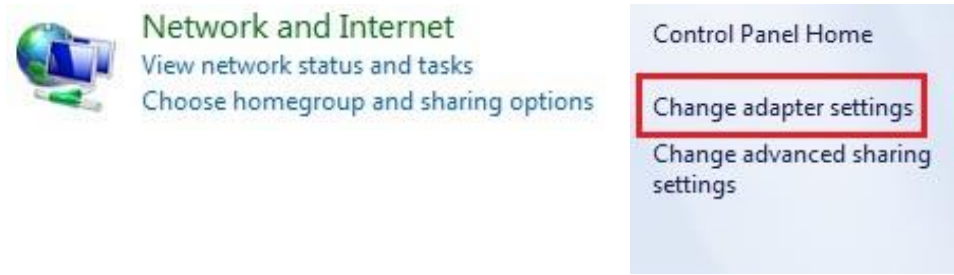 Network and Internet
View network status and tasks
Choose homegroup and sharing options
Control Panel Home
Change adapter settings
Change advanced sharing
settings